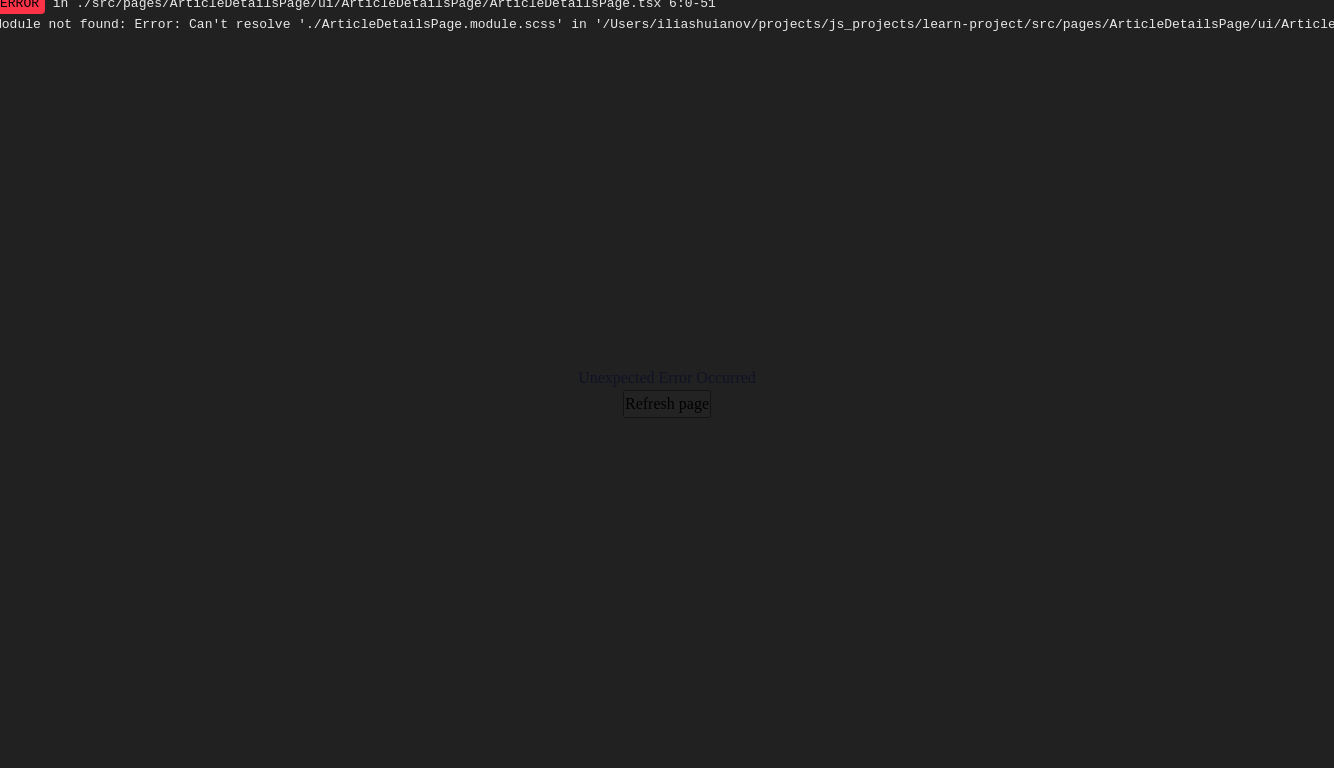 ERROR in ./src/pages/ArticleDetailsPage/ui/ArticleDetailsPage/ArticleDetailsPage.tsx 6:0-51
Module not found: Error: Can't resolve './ArticleDetailsPage.module.scss' in '/Users/iliashuianov/projects/js_projects/learn-project/src/pages/ArticleDetailsPage/ui/Article
Unexpected Error Occurred
Refresh page